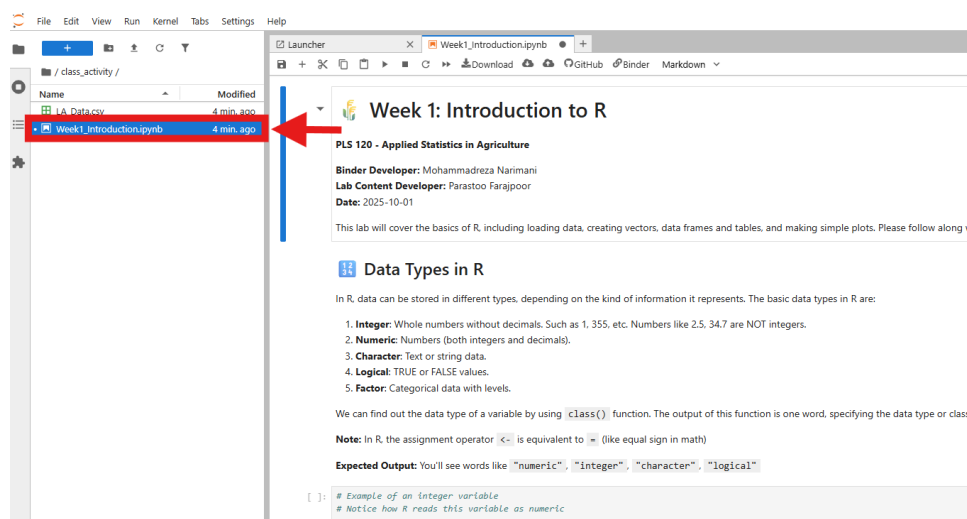 File Edit View Run Kernel Tabs Settings Help
/ class_activity /
Name Modified
LA_Data.csv 4 min. ago
Week1_Introduction.ipynb 4 min. ago
Launcher
Week1_Introduction.ipynb
Download GitHub Binder Markdown
Week 1: Introduction to R
PLS 120 - Applied Statistics in Agriculture
Binder Developer: Mohammadreza Narimani
Lab Content Developer: Parastoo Farajpoor
Date: 2025-10-01
This lab will cover the basics of R, including loading data, creating vectors, data frames and tables, and making simple plots. Please follow along
1 2 3 4 Data Types in R
In R, data can be stored in different types, depending on the kind of information it represents. The basic data types in R are:
1. Integer: Whole numbers without decimals. Such as 1, 355, etc. Numbers like 2.5, 34.7 are NOT integers.
2. Numeric: Numbers (both integers and decimals).
3. Character: Text or string data.
4. Logical: TRUE or FALSE values.
5. Factor: Categorical data with levels.
We can find out the data type of a variable by using class() function. The output of this function is one word, specifying the data type or
Note: In R, the assignment operator <- is equivalent to = (like equal sign in math)
Expected Output: You'll see words like "numeric", "integer", "character", "logical"
[ ]: # Example of an integer variable
# Notice how R reads this variable as numeric